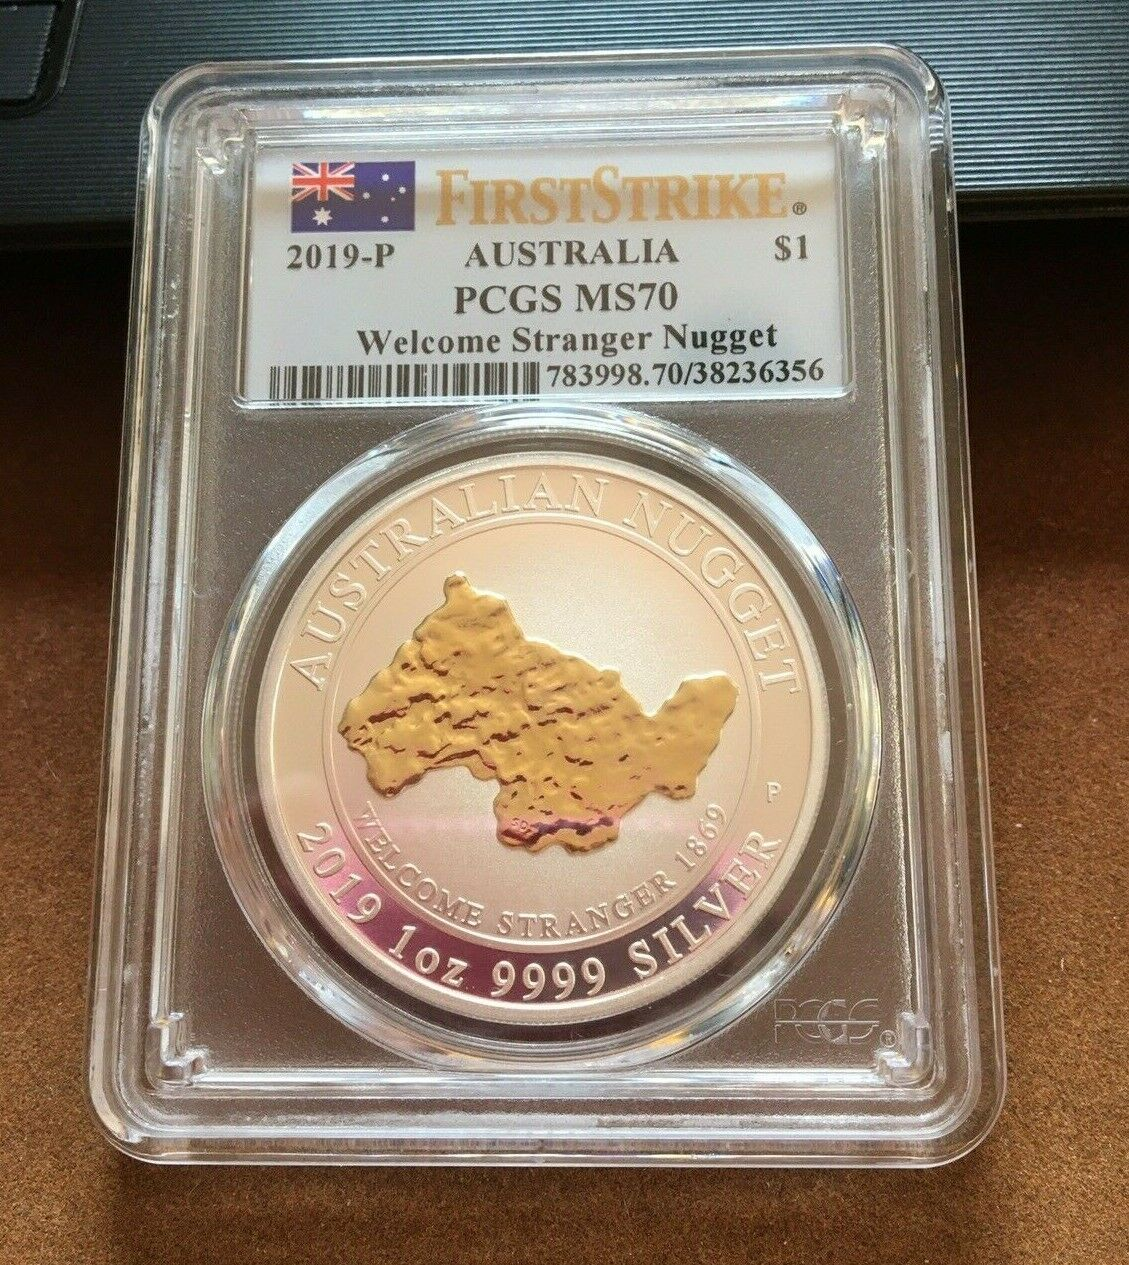 FIRSTSTRIKE®
2019-P AUSTRALIA $1
PCGS MS70
Welcome Stranger Nugget
783998.70/38236356
AUSTRALIAN NUGGET
P
WELCOME STRANGER 1869
2019 1oz 9999 SILVER
PCGS®